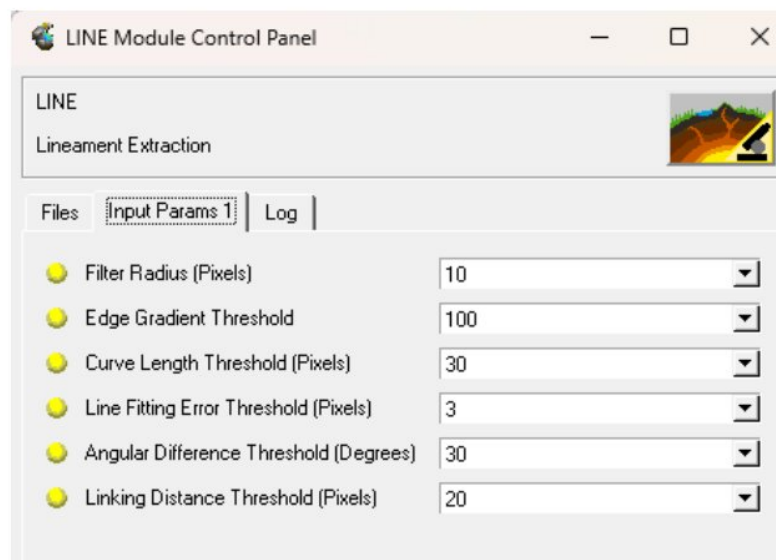 LINE Module Control Panel
LINE
Lineament Extraction
Files Input Params 1 Log
Filter Radius (Pixels) 10
Edge Gradient Threshold 100
Curve Length Threshold (Pixels) 30
Line Fitting Error Threshold (Pixels) 3
Angular Difference Threshold (Degrees) 30
Linking Distance Threshold (Pixels) 20